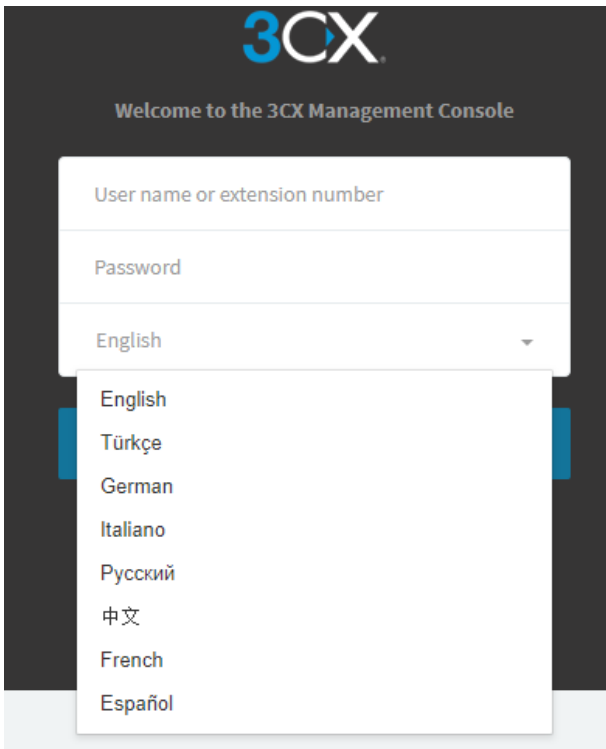 3CX
Welcome to the 3CX Management Console
User name or extension number
Password
English
English
Türkçe
German
Italiano
Русский
中文
French
Español